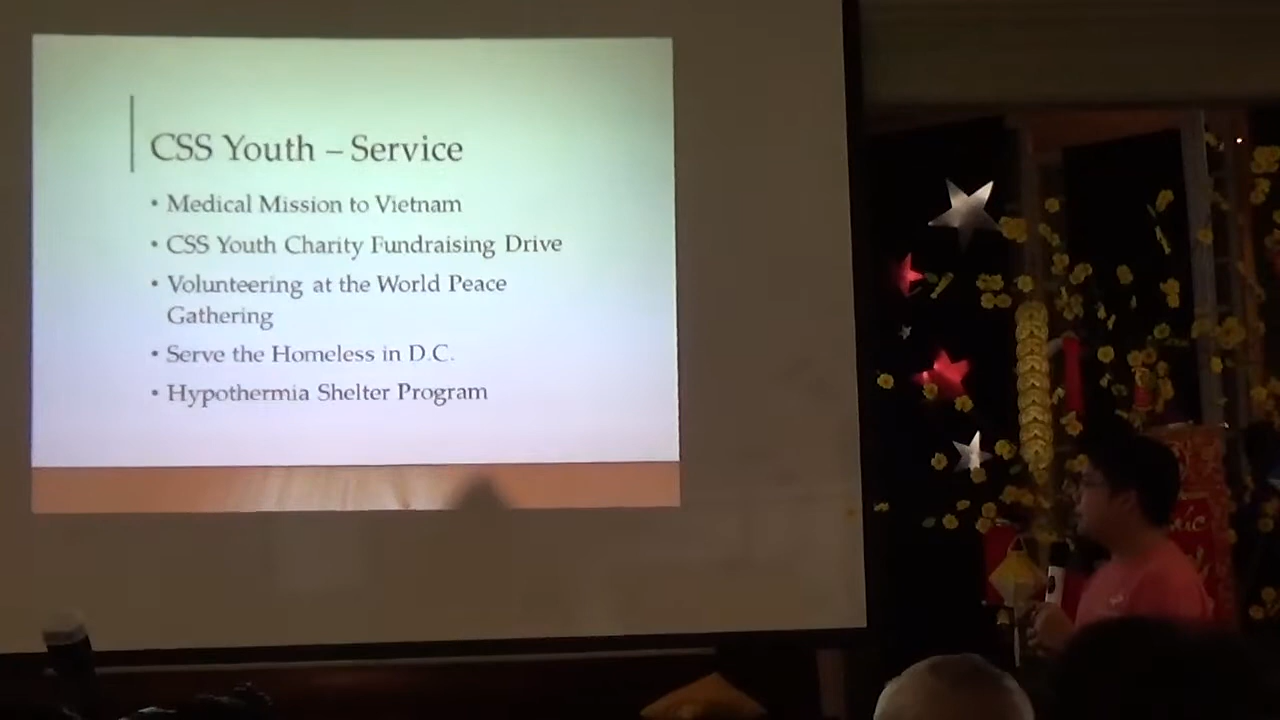 CSS Youth – Service
• Medical Mission to Vietnam
• CSS Youth Charity Fundraising Drive
• Volunteering at the World Peace
Gathering
• Serve the Homeless in D.C.
• Hypothermia Shelter Program